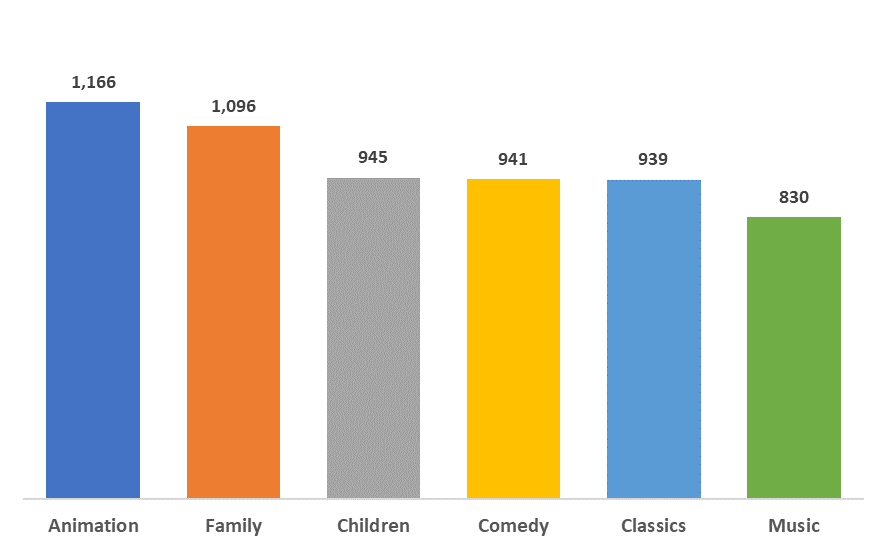 1,166
1,096
945
941
939
830
Animation
Family
Children
Comedy
Classics
Music